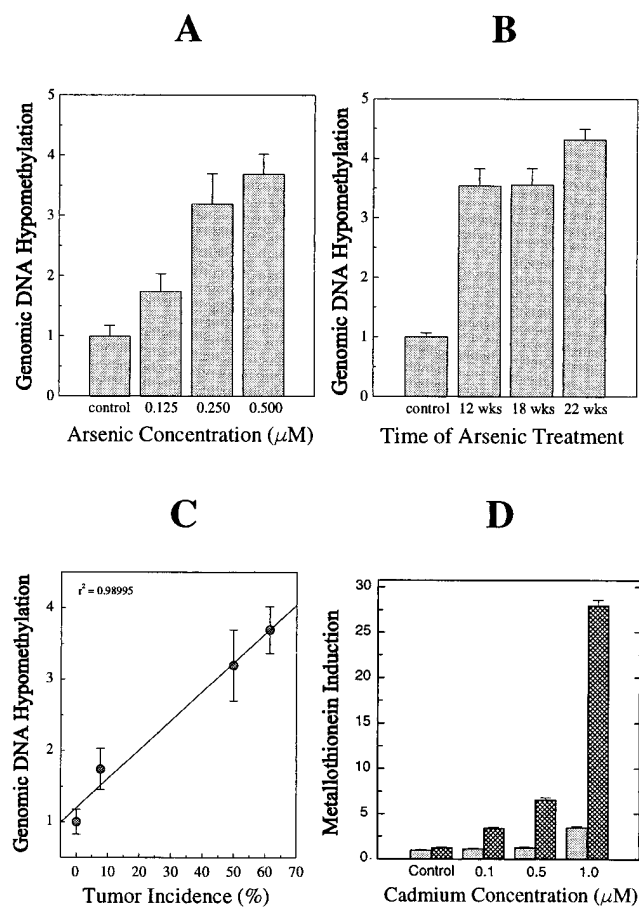 A
Genomic DNA Hypomethylation
5
4
3
2
1
0
control 0.125 0.250 0.500
Arsenic Concentration (μM)
B
Genomic DNA Hypomethylation
5
4
3
2
1
0
control 12 wks 18 wks 22 wks
Time of Arsenic Treatment
C
Genomic DNA Hypomethylation
r² = 0.98995
4
3
2
1
0 10 20 30 40 50 60 70
Tumor Incidence (%)
D
Metallothionein Induction
30
25
20
15
10
5
0
Control 0.1 0.5 1.0
Cadmium Concentration (μM)